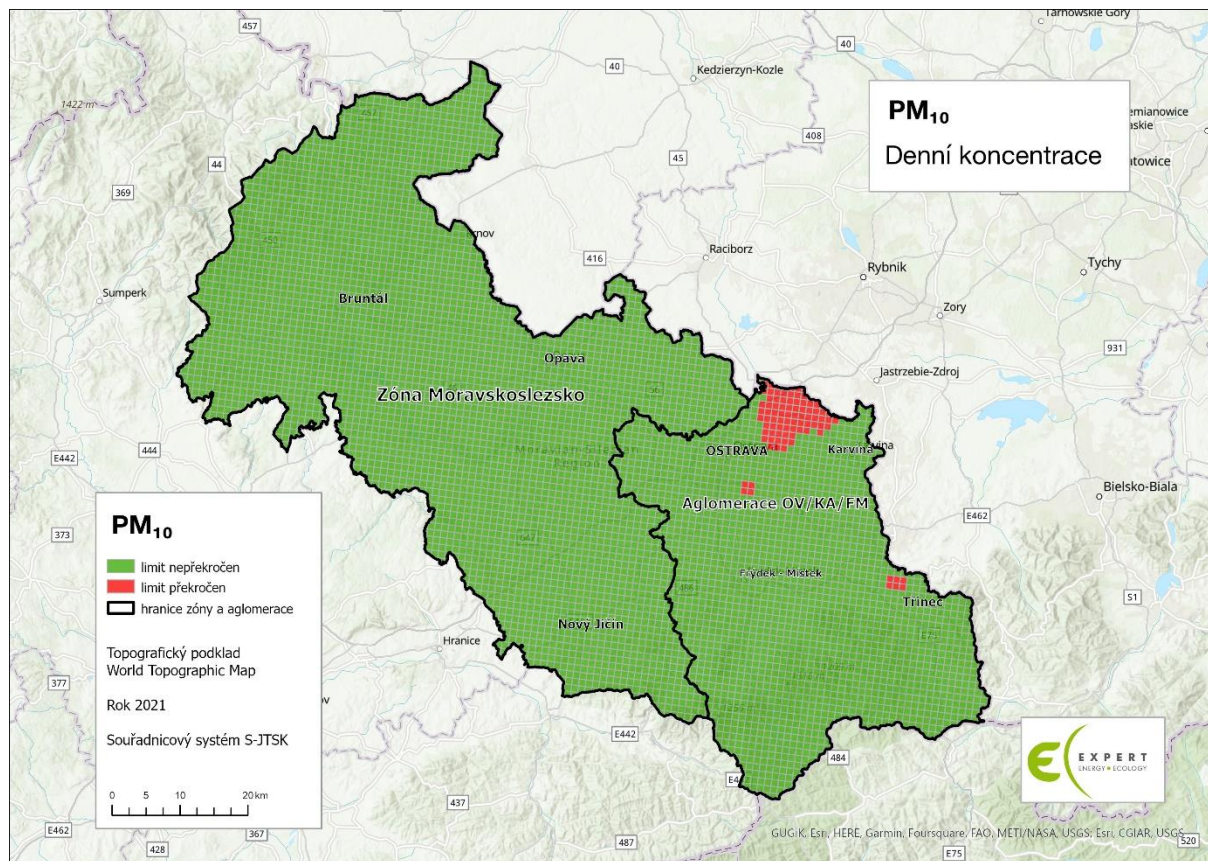 457
Tarnowskie Gory
40
40
Kedzierzyn-Kozle
PM10
Denní koncentrace
1422 m
408
44
45
369
Raciborz
416
Rybnik
Tychy
Sumperk
Zory
Bruntál
Opava
931
Jastrzebie-Zdroj
Zóna Moravskoslezsko
444
E442
OSTRAVA
Karviná
Bielsko-Biala
Aglomerace OV/KA/FM
PM10
E462
373
limit nepřekročen
limit překročen
Frýdek - Místek
hranice zóny a aglomerace
Třinec
S1
Nový Jičín
Hranice
Topografický podklad
World Topographic Map
377
Rok 2021
E442
Souřadnicový systém S-JTSK
484
EXPERT
ENERGY ECOLOGY
0 5 10 20 km
437
E462
367
428
487
E75
520
GUGiK, Esri, HERE, Garmin, Foursquare, FAO, METI/NASA, USGS; Esri, CGIAR, USGS